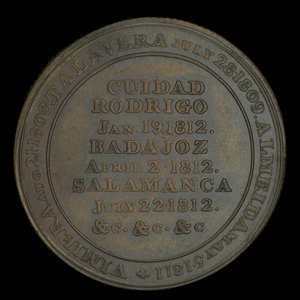 VIMIERA AUG 21 1808 TALAVERA JULY 28 1809 ALMEIDA MAY 5 1811
CUIDAD
RODRIGO
JAN. 19, 1812.
BADAJOZ
APRIL 2 · 1812.
SALAMANCA
JULY 22 · 1812.
&c. &c. &c